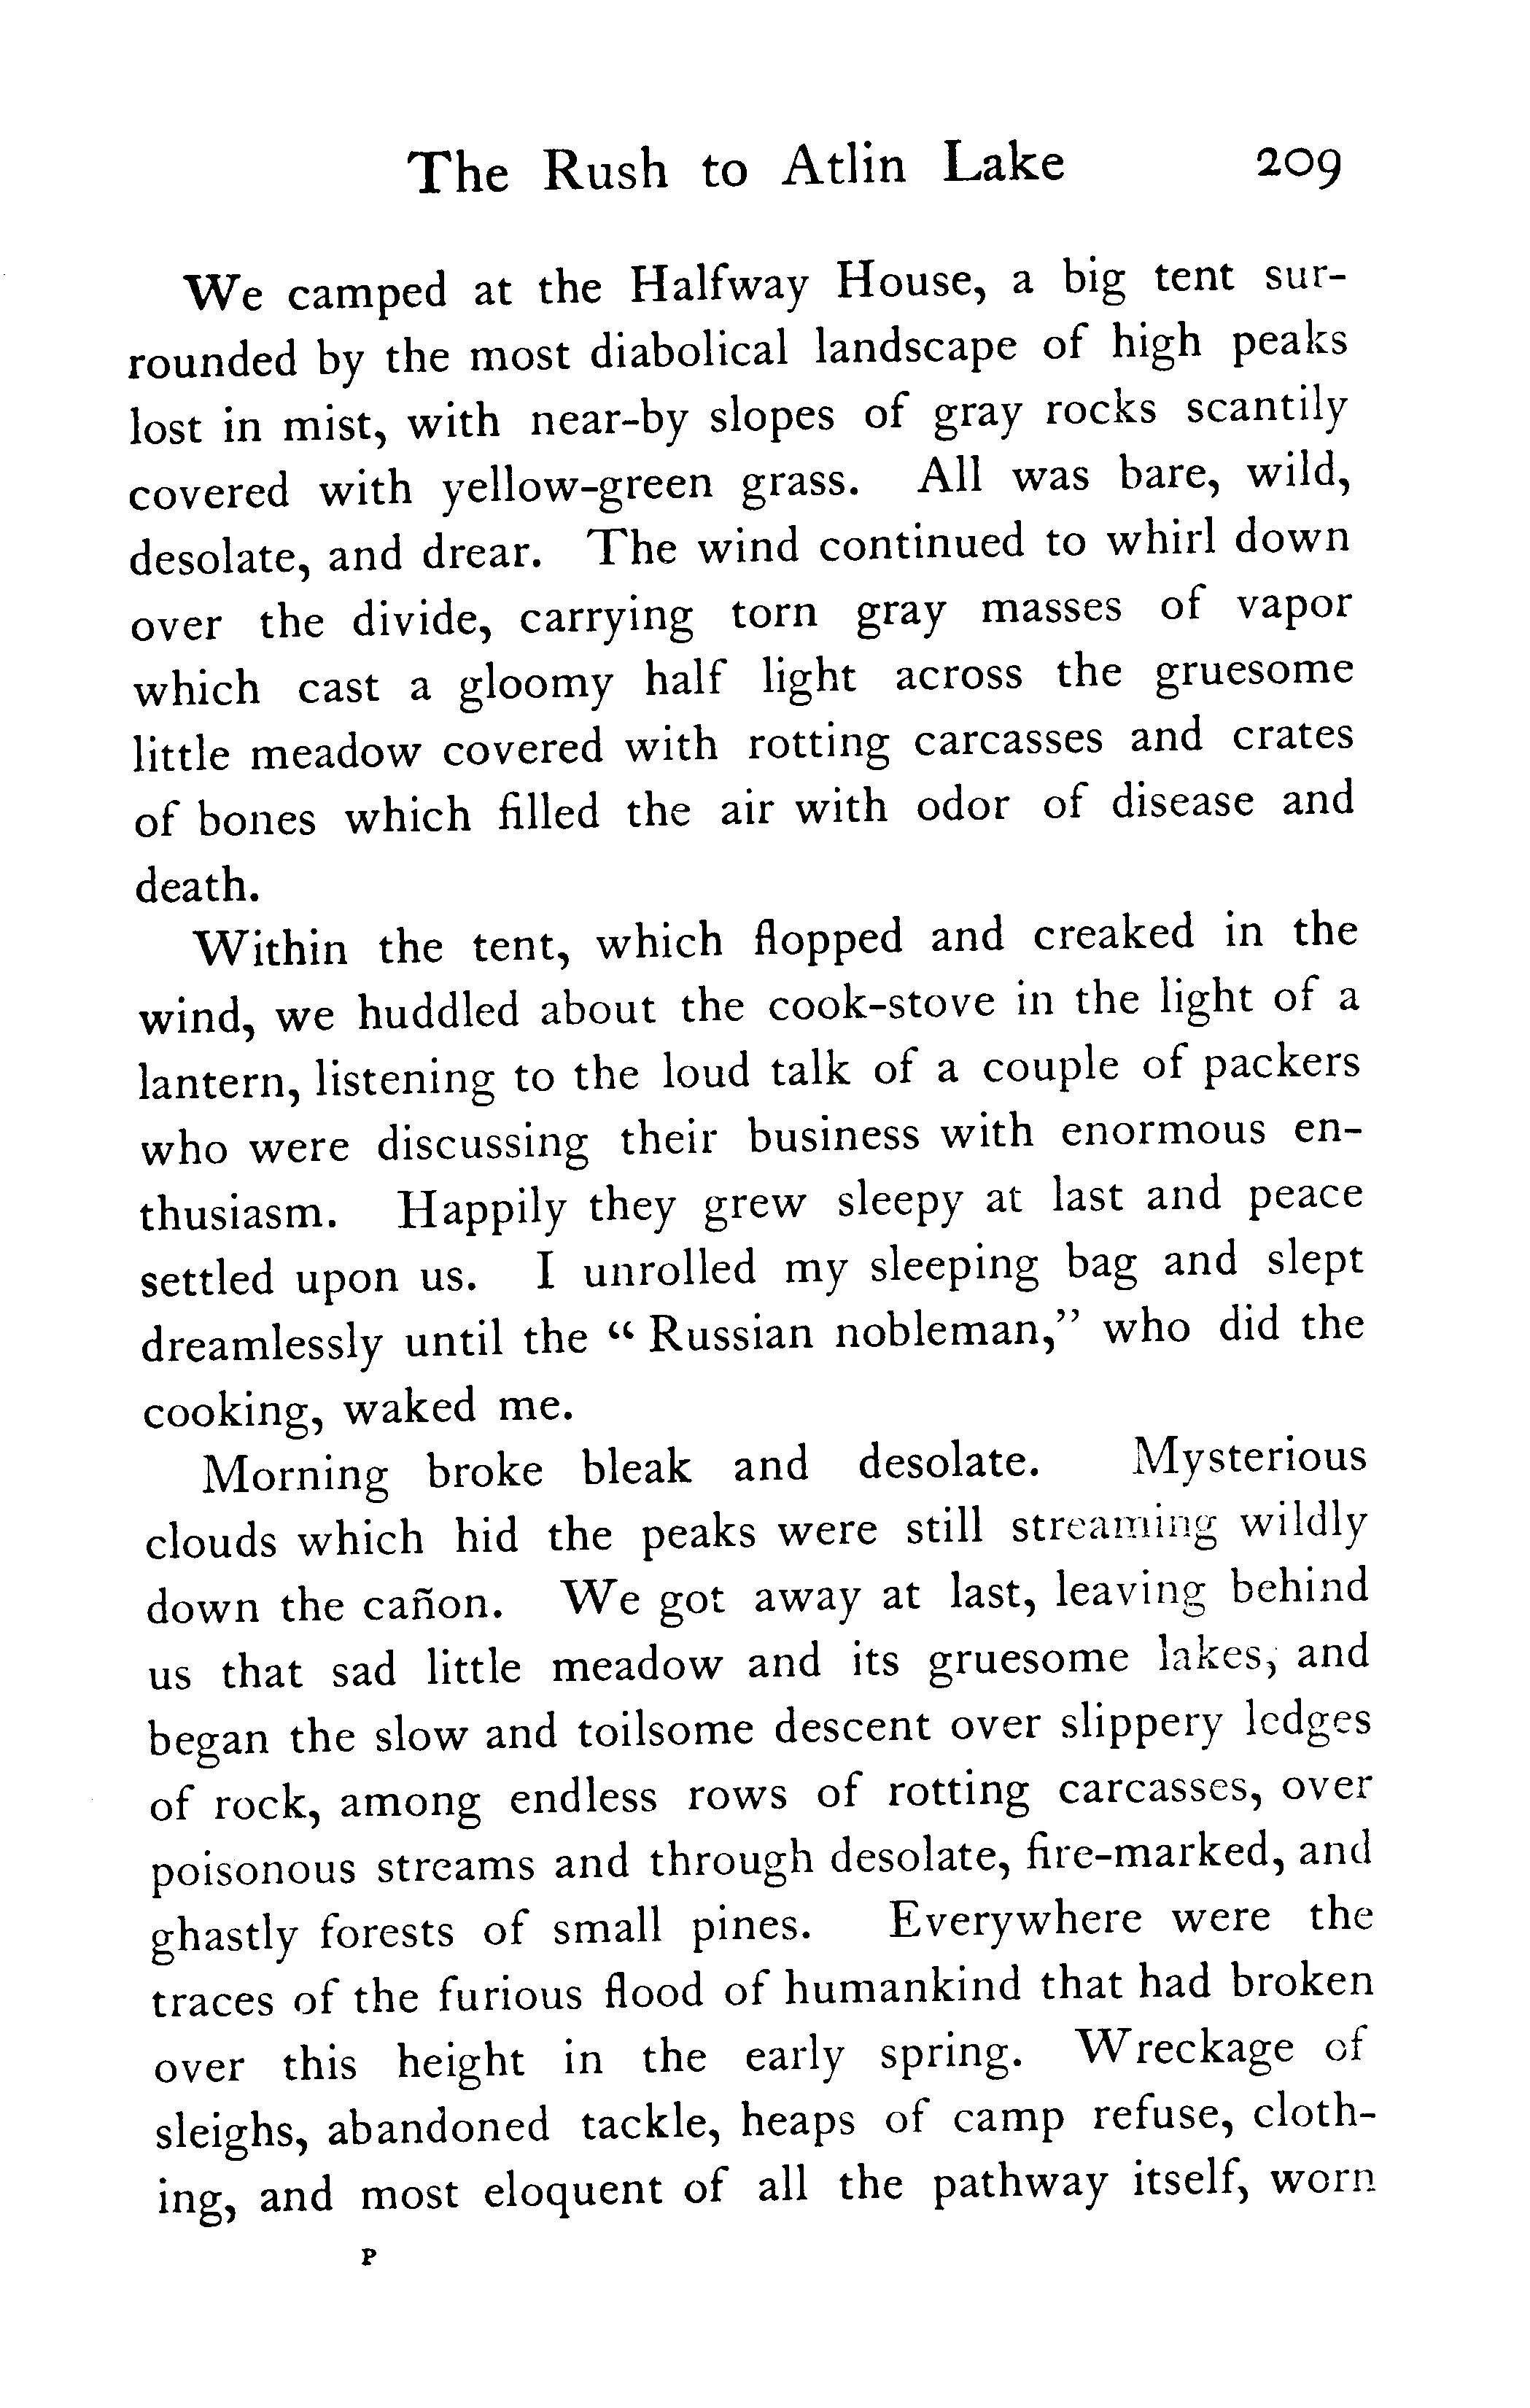 The Rush to Atlin Lake 209
We camped at the Halfway House, a big tent sur-
rounded by the most diabolical landscape of high peaks
lost in mist, with near-by slopes of gray rocks scantily
covered with yellow-green grass. All was bare, wild,
desolate, and drear. The wind continued to whirl down
over the divide, carrying torn gray masses of vapor
which cast a gloomy half light across the gruesome
little meadow covered with rotting carcasses and crates
of bones which filled the air with odor of disease and
death.
Within the tent, which flopped and creaked in the
wind, we huddled about the cook-stove in the light of a
lantern, listening to the loud talk of a couple of packers
who were discussing their business with enormous en-
thusiasm. Happily they grew sleepy at last and peace
settled upon us. I unrolled my sleeping bag and slept
dreamlessly until the “ Russian nobleman,” who did the
cooking, waked me.
Morning broke bleak and desolate. Mysterious
clouds which hid the peaks were still streaming wildly
down the cañon. We got away at last, leaving behind
us that sad little meadow and its gruesome lakes, and
began the slow and toilsome descent over slippery ledges
of rock, among endless rows of rotting carcasses, over
poisonous streams and through desolate, fire-marked, and
ghastly forests of small pines. Everywhere were the
traces of the furious flood of humankind that had broken
over this height in the early spring. Wreckage of
sleighs, abandoned tackle, heaps of camp refuse, cloth-
ing, and most eloquent of all the pathway itself, worn
P